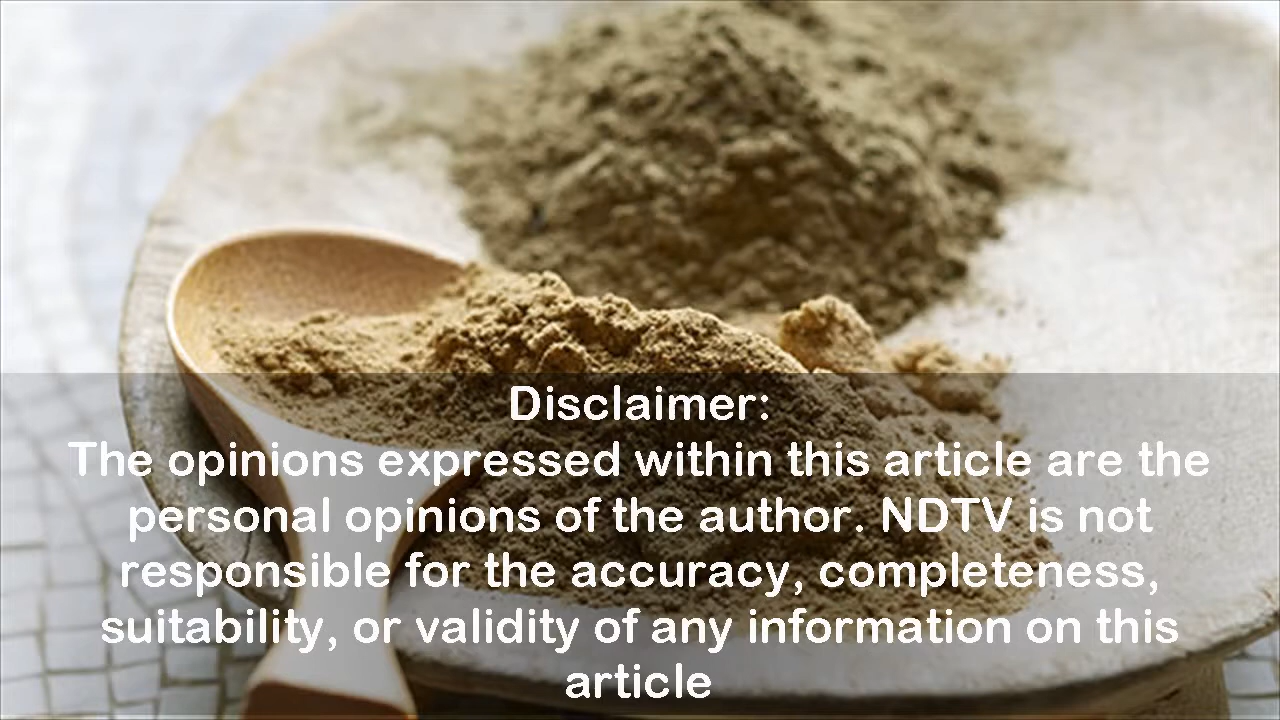 Disclaimer:
The opinions expressed within this article are the
personal opinions of the author. NDTV is not
responsible for the accuracy, completeness,
suitability, or validity of any information on this
article